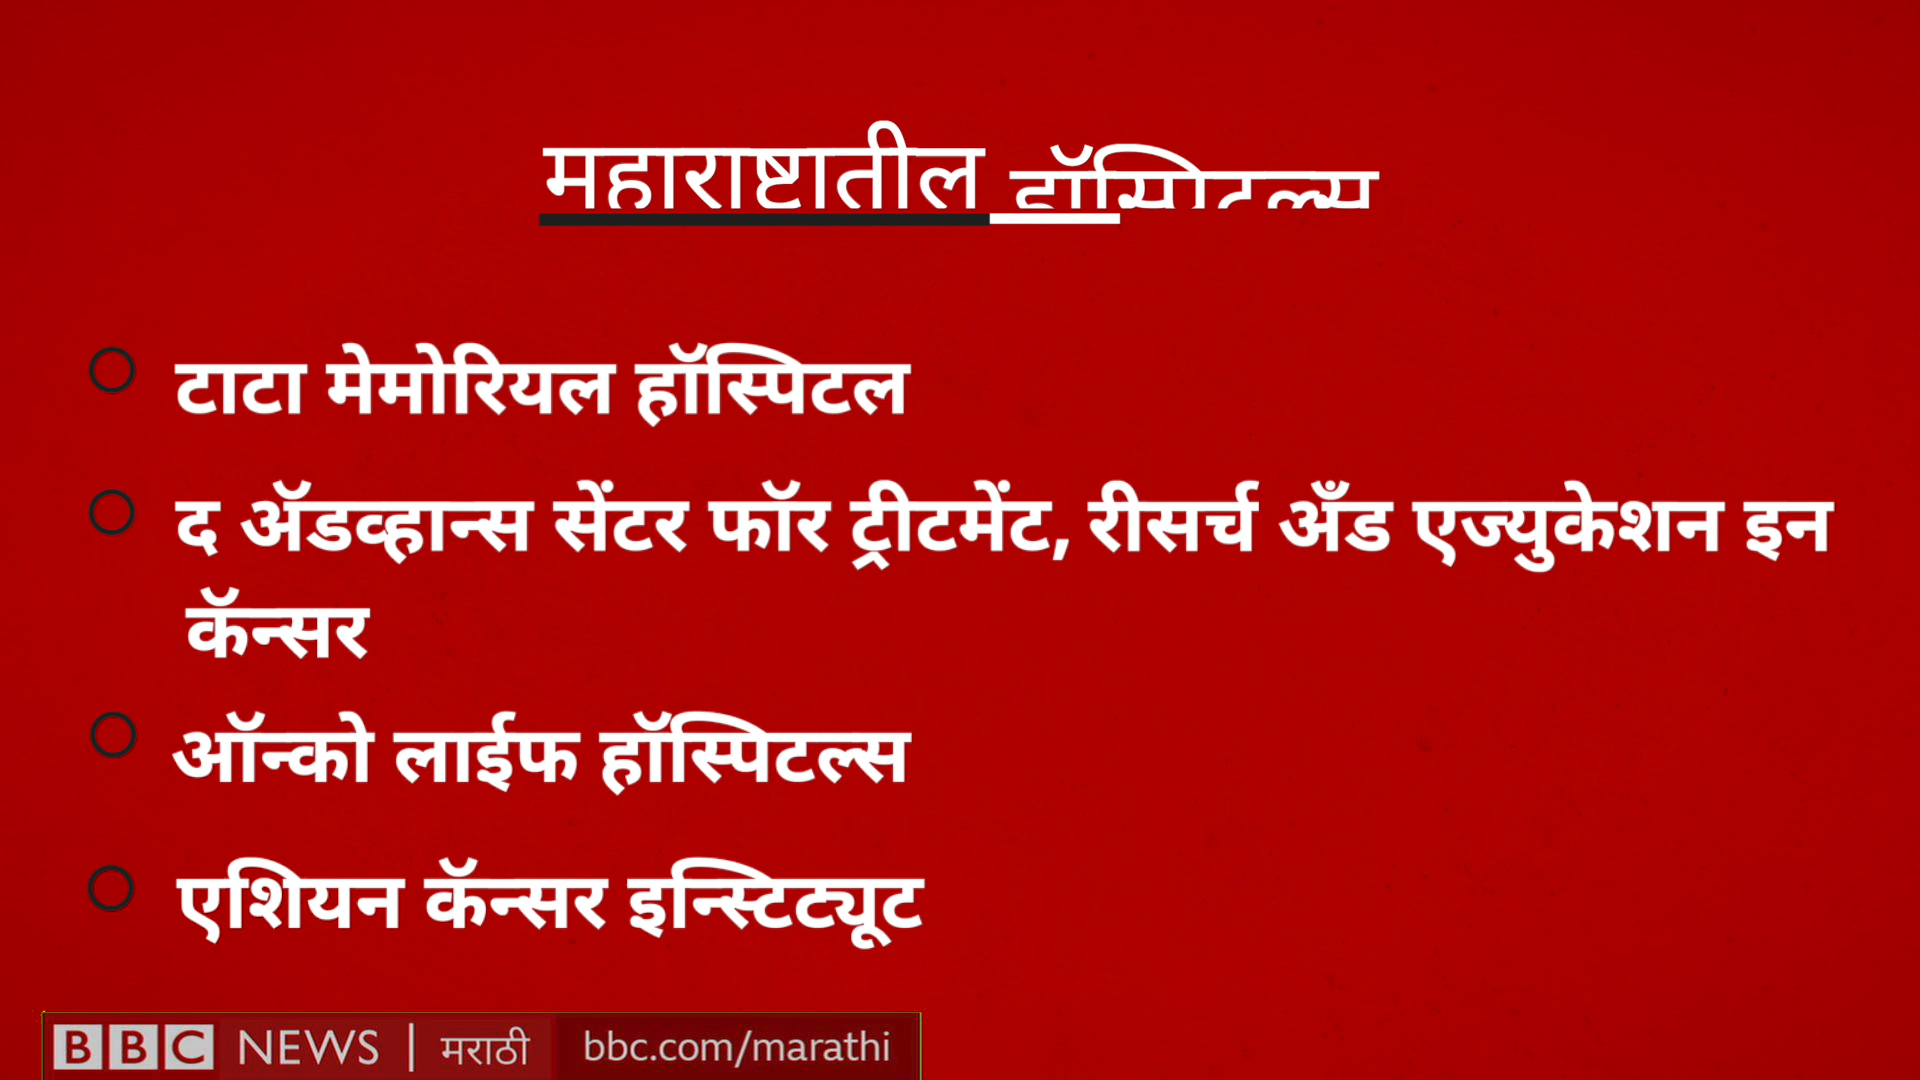 महाराष्टातील हॉस्पिटल्स
टाटा मेमोरियल हॉस्पिटल
द ॲडव्हान्स सेंटर फॉर ट्रीटमेंट, रीसर्च अँड एज्युकेशन इन
कॅन्सर
ऑन्को लाईफ हॉस्पिटल्स
एशियन कॅन्सर इन्स्टिट्यूट
BBC NEWS | मराठी bbc.com/marathi